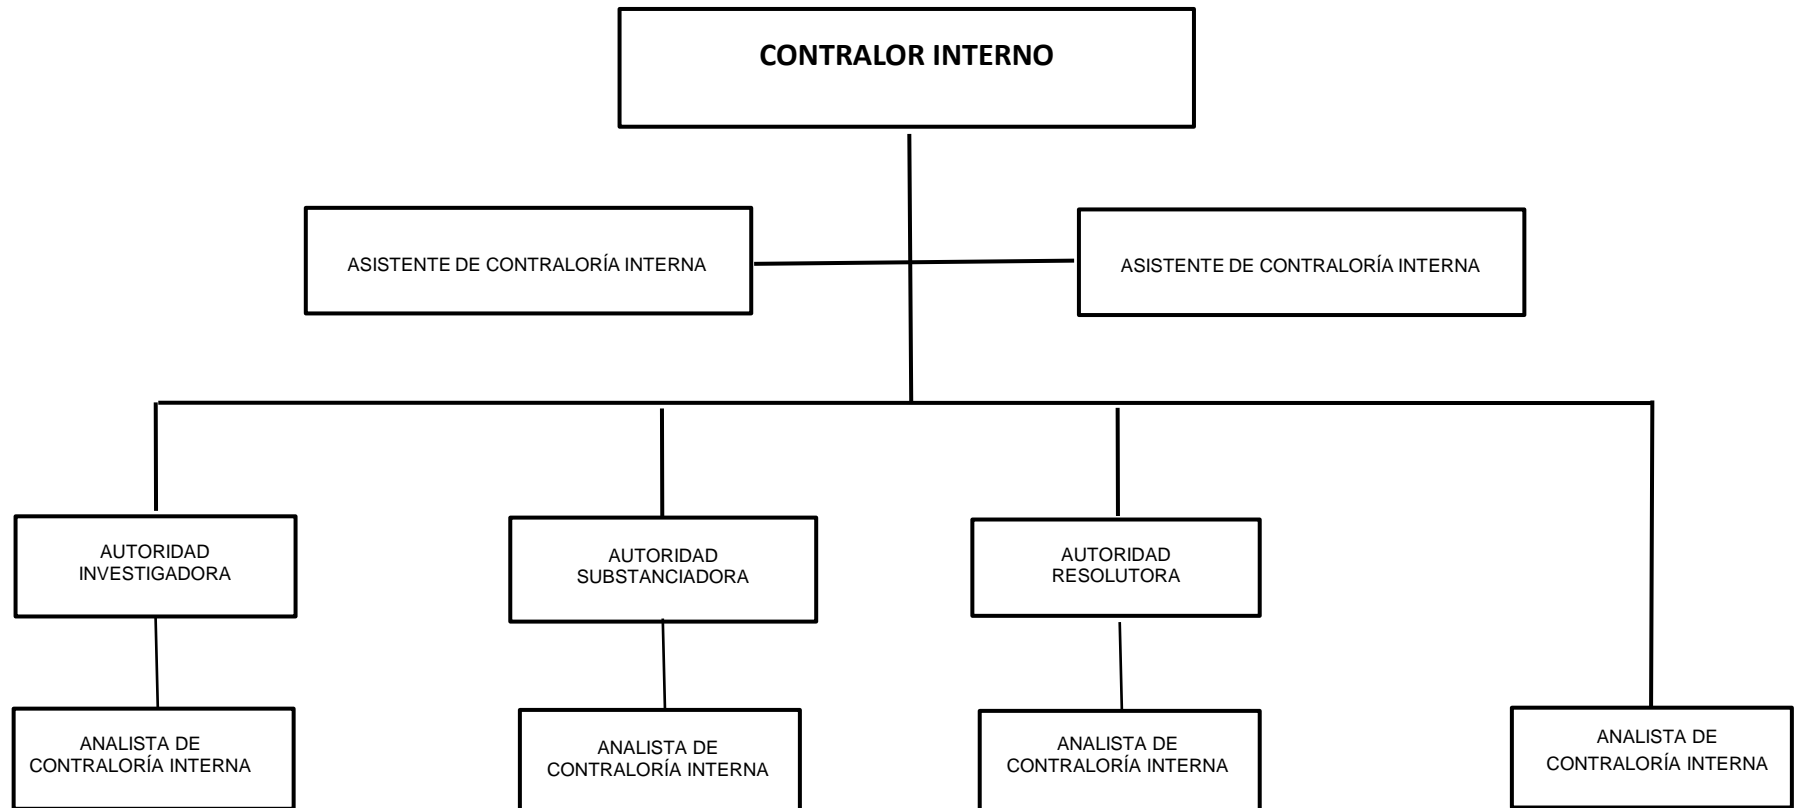 CONTRALOR INTERNO
ASISTENTE DE CONTRALORÍA INTERNA
ASISTENTE DE CONTRALORÍA INTERNA
AUTORIDAD
INVESTIGADORA
AUTORIDAD
SUBSTANCIADORA
AUTORIDAD
RESOLUTORA
ANALISTA DE
CONTRALORÍA INTERNA
ANALISTA DE
CONTRALORÍA INTERNA
ANALISTA DE
CONTRALORÍA INTERNA
ANALISTA DE
CONTRALORÍA INTERNA